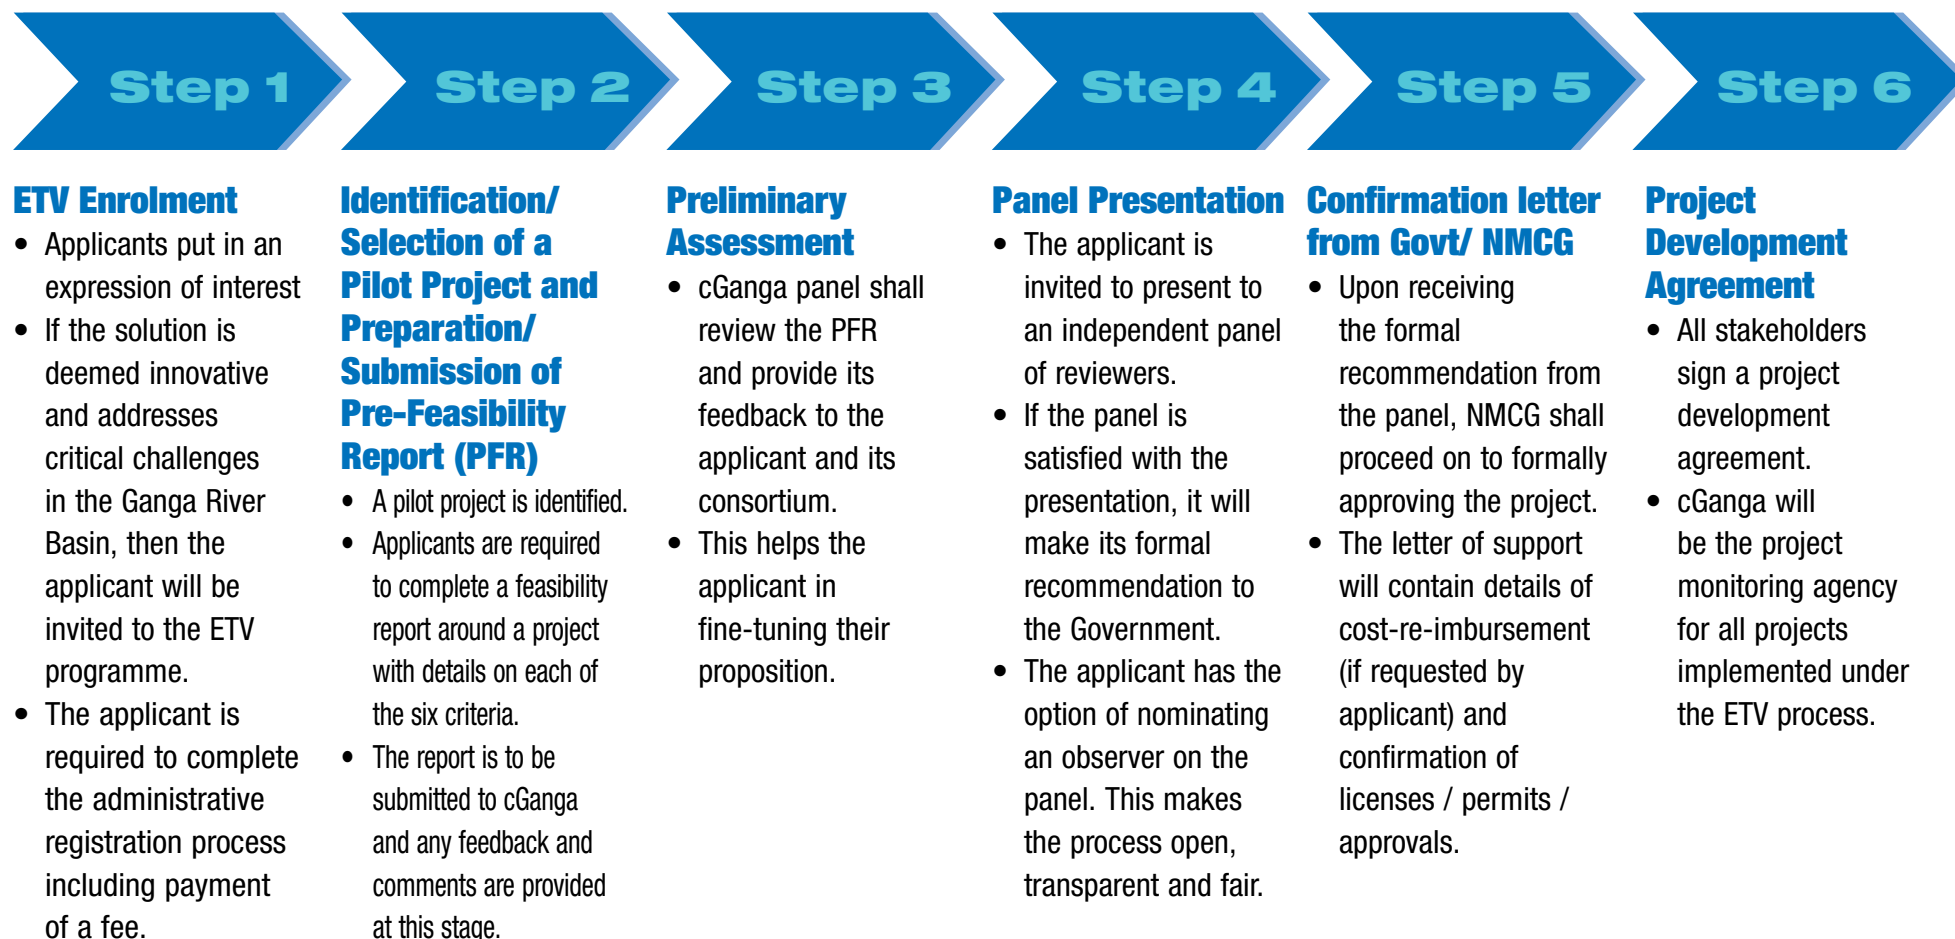 Step 1
Step 2
Step 3
Step 4
Step 5
Step 6
ETV Enrolment
• Applicants put in an
expression of interest
• If the solution is
deemed innovative
and addresses
critical challenges
in the Ganga River
Basin, then the
applicant will be
invited to the ETV
programme.
• The applicant is
required to complete
the administrative
registration process
including payment
of a fee.
Identification/
Selection of a
Pilot Project and
Preparation/
Submission of
Pre-Feasibility
Report (PFR)
• A pilot project is identified.
• Applicants are required
to complete a feasibility
report around a project
with details on each of
the six criteria.
• The report is to be
submitted to cGanga
and any feedback and
comments are provided
at this stage.
Preliminary
Assessment
• cGanga panel shall
review the PFR
and provide its
feedback to the
applicant and its
consortium.
• This helps the
applicant in
fine-tuning their
proposition.
Panel Presentation
• The applicant is
invited to present to
an independent panel
of reviewers.
• If the panel is
satisfied with the
presentation, it will
make its formal
recommendation to
the Government.
• The applicant has the
option of nominating
an observer on the
panel. This makes
the process open,
transparent and fair.
Confirmation letter
from Govt/ NMCG
• Upon receiving
the formal
recommendation from
the panel, NMCG shall
proceed on to formally
approving the project.
• The letter of support
will contain details of
cost-re-imbursement
(if requested by
applicant) and
confirmation of
licenses / permits /
approvals.
Project
Development
Agreement
• All stakeholders
sign a project
development
agreement.
• cGanga will
be the project
monitoring agency
for all projects
implemented under
the ETV process.